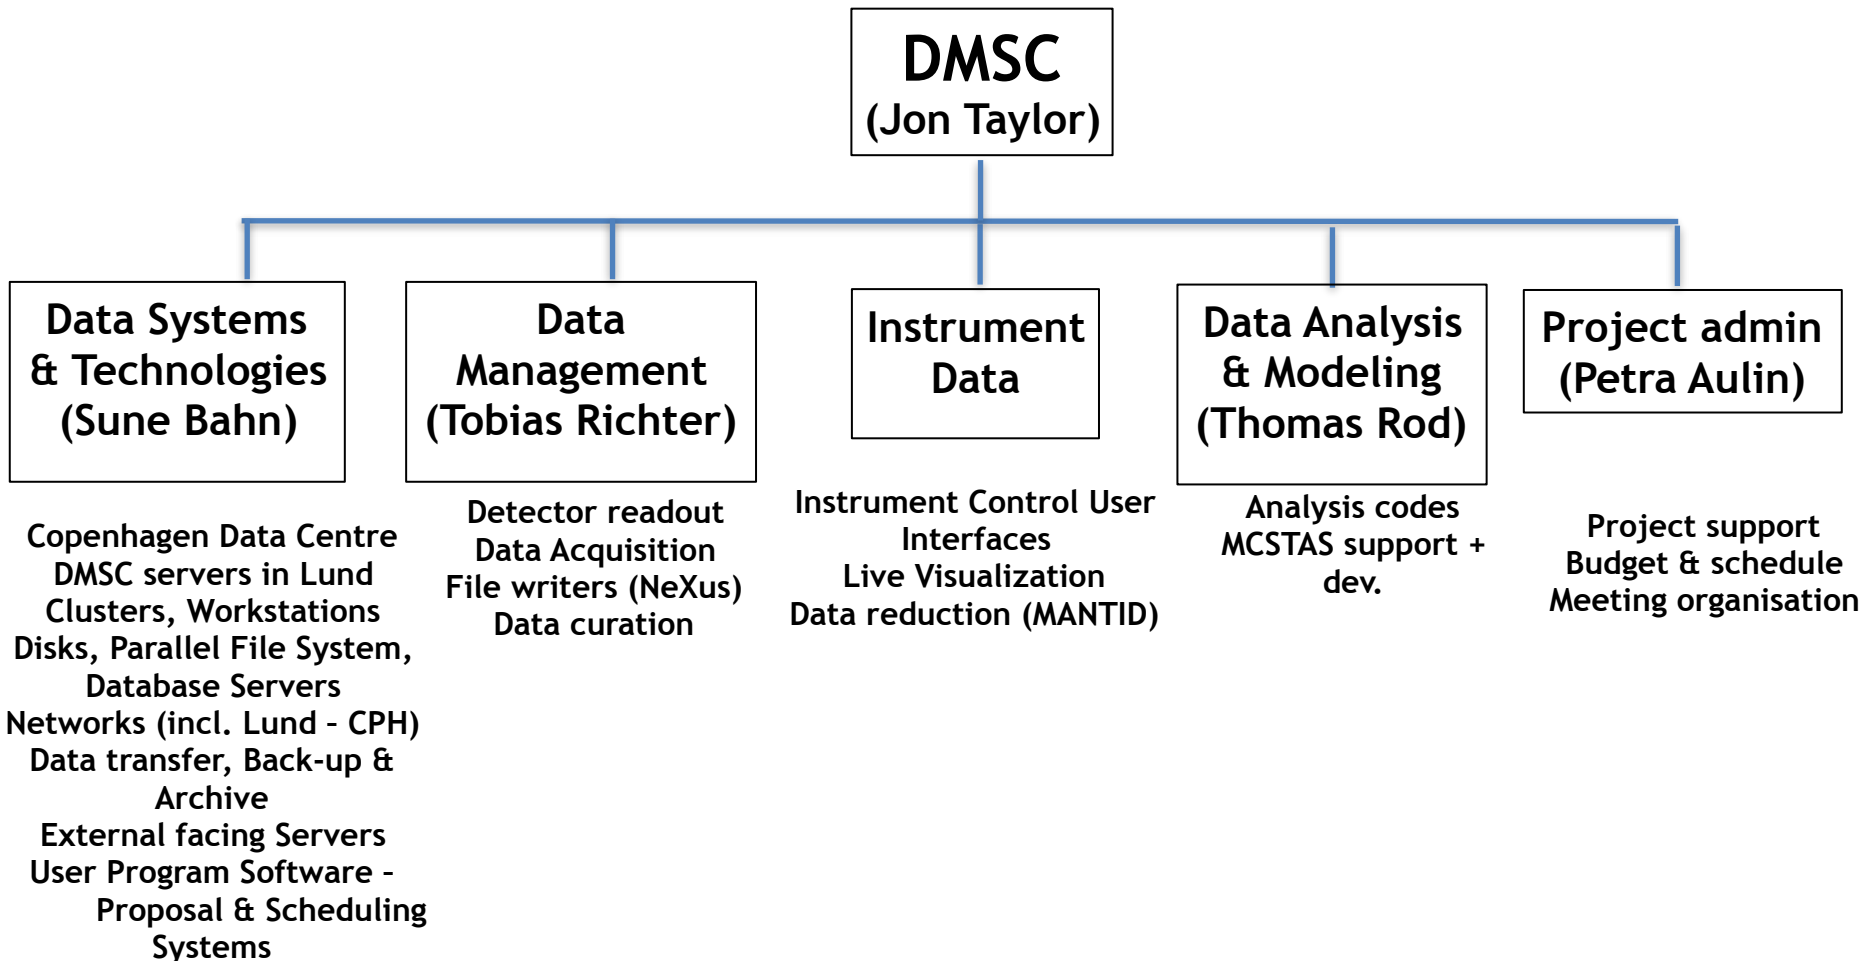 DMSC
(Jon Taylor)
Data Systems
& Technologies
(Sune Bahn)
Data
Management
(Tobias Richter)
Instrument
Data
Data Analysis
& Modeling
(Thomas Rod)
Project admin
(Petra Aulin)
Copenhagen Data Centre
DMSC servers in Lund
Clusters, Workstations
Disks, Parallel File System,
Database Servers
Networks (incl. Lund – CPH)
Data transfer, Back-up &
Archive
External facing Servers
User Program Software –
Proposal & Scheduling
Systems
Detector readout
Data Acquisition
File writers (NeXus)
Data curation
Instrument Control User
Interfaces
Live Visualization
Data reduction (MANTID)
Analysis codes
MCSTAS support +
dev.
Project support
Budget & schedule
Meeting organisation